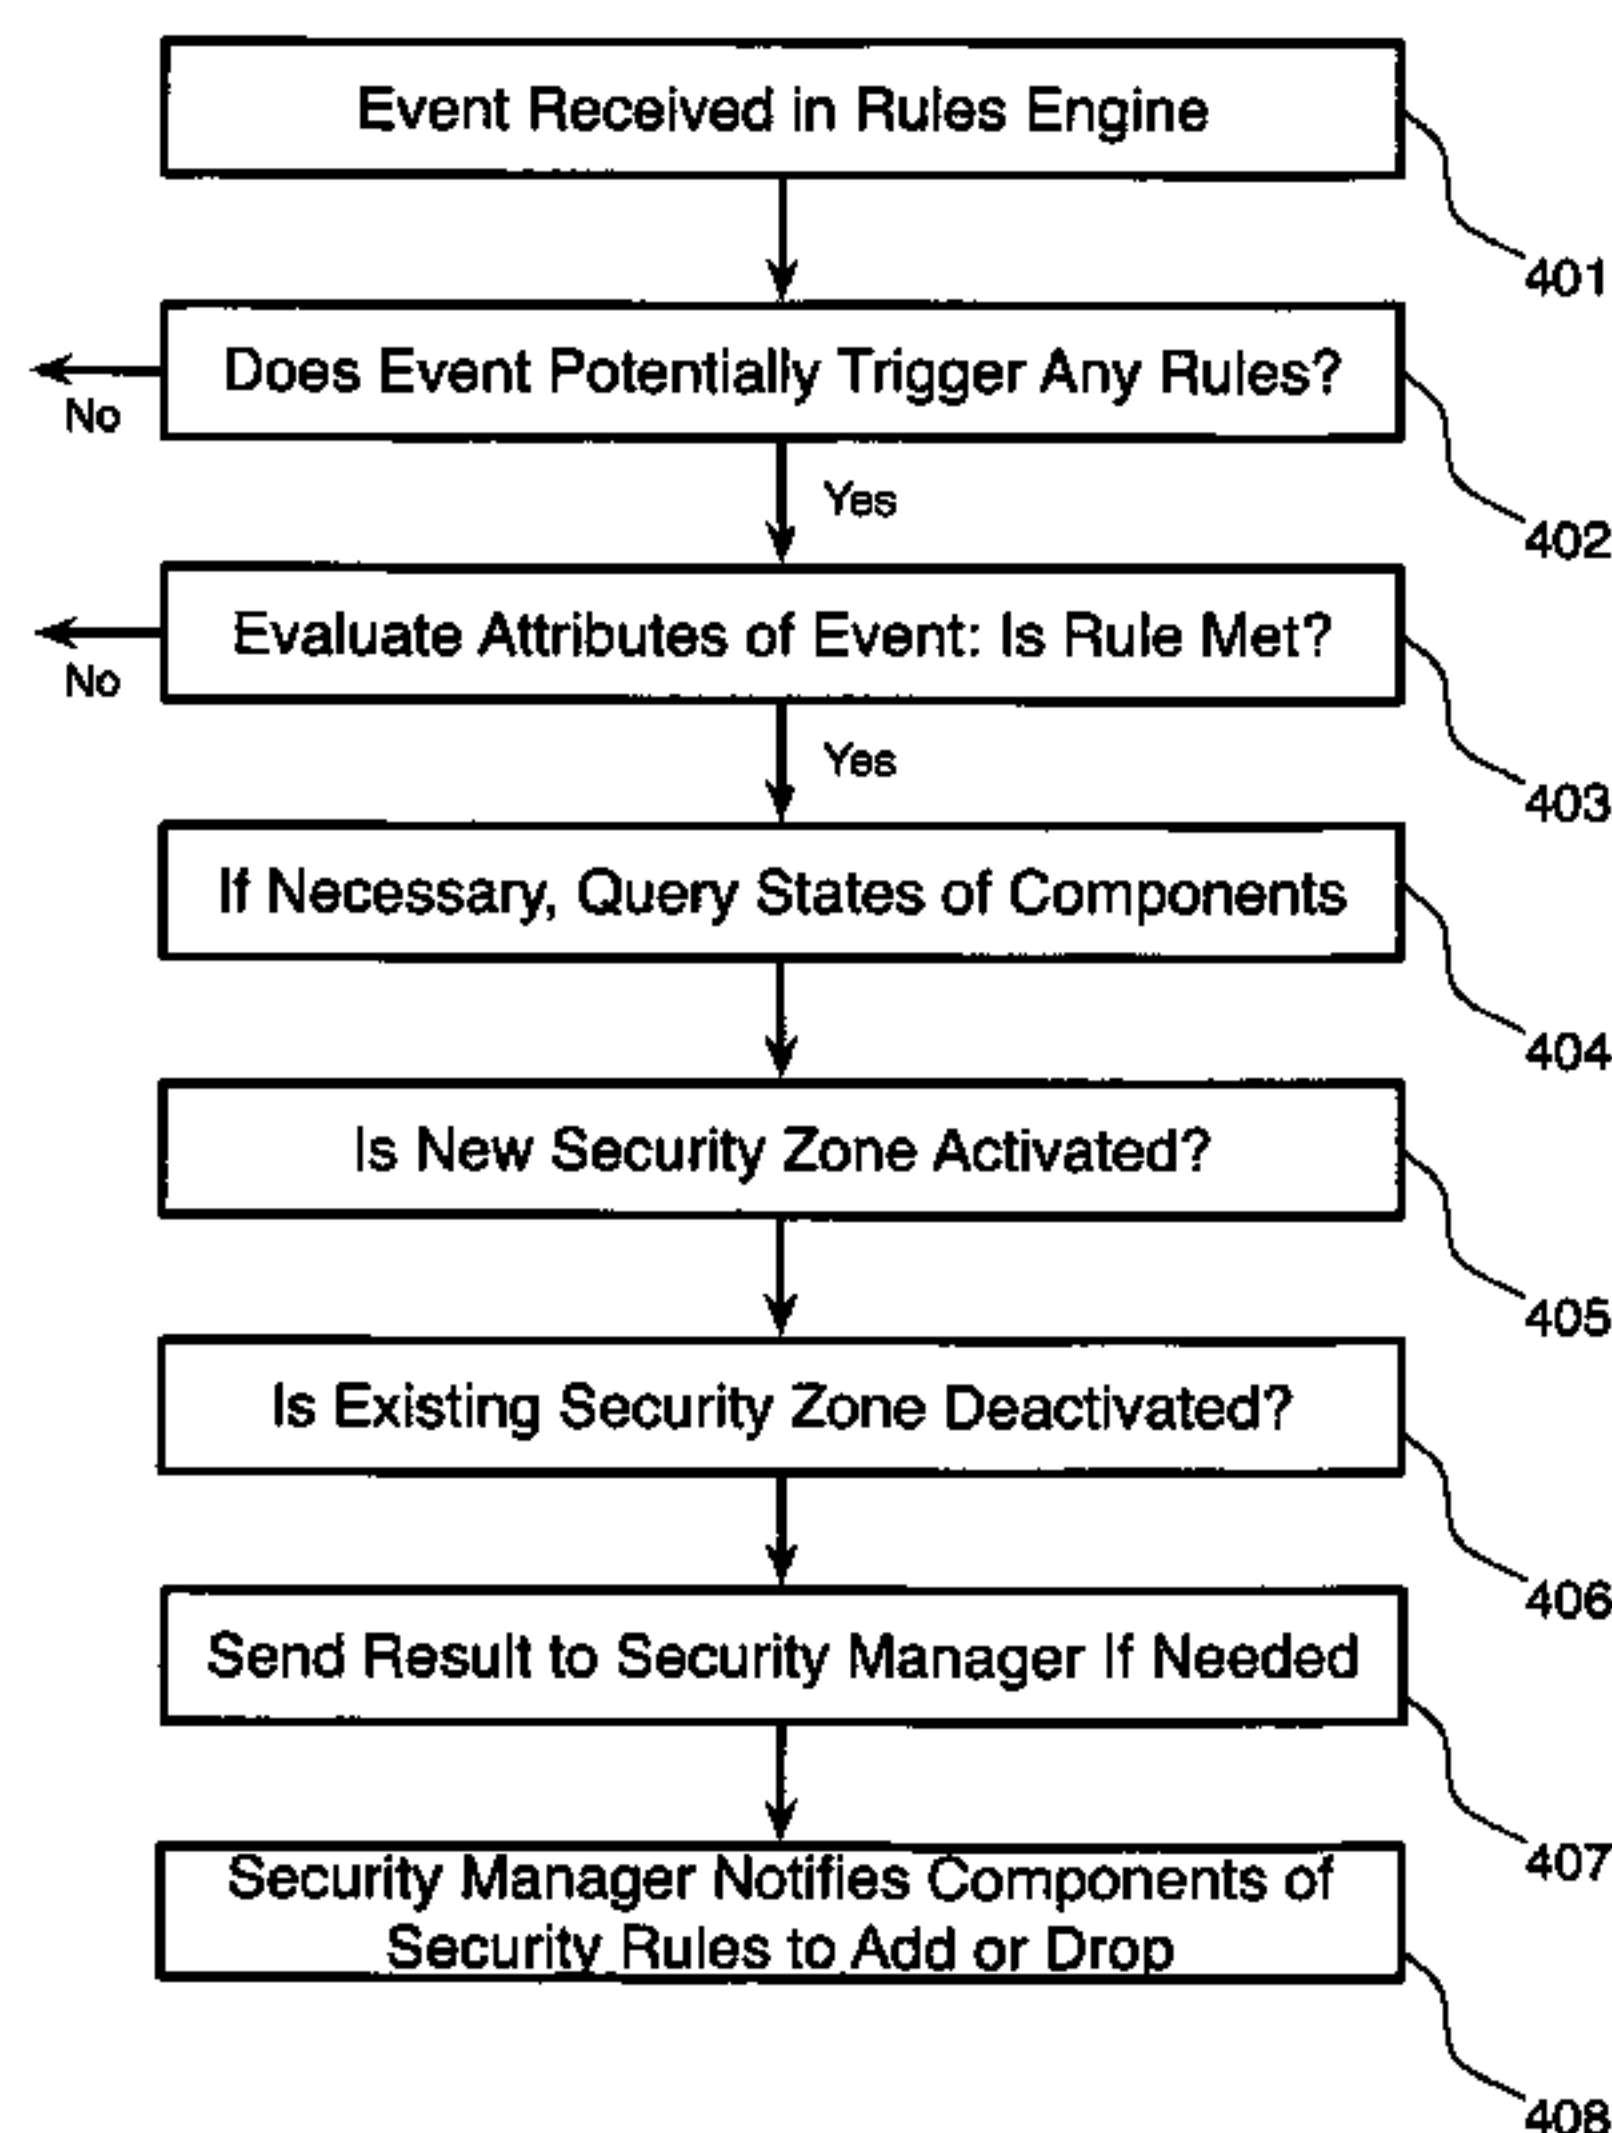 Event Received in Rules Engine
401
Does Event Potentially Trigger Any Rules?
No
402
Yes
Evaluate Attributes of Event: Is Rule Met?
No
403
Yes
If Necessary, Query States of Components
404
Is New Security Zone Activated?
405
Is Existing Security Zone Deactivated?
406
Send Result to Security Manager If Needed
407
Security Manager Notifies Components of
Security Rules to Add or Drop
408